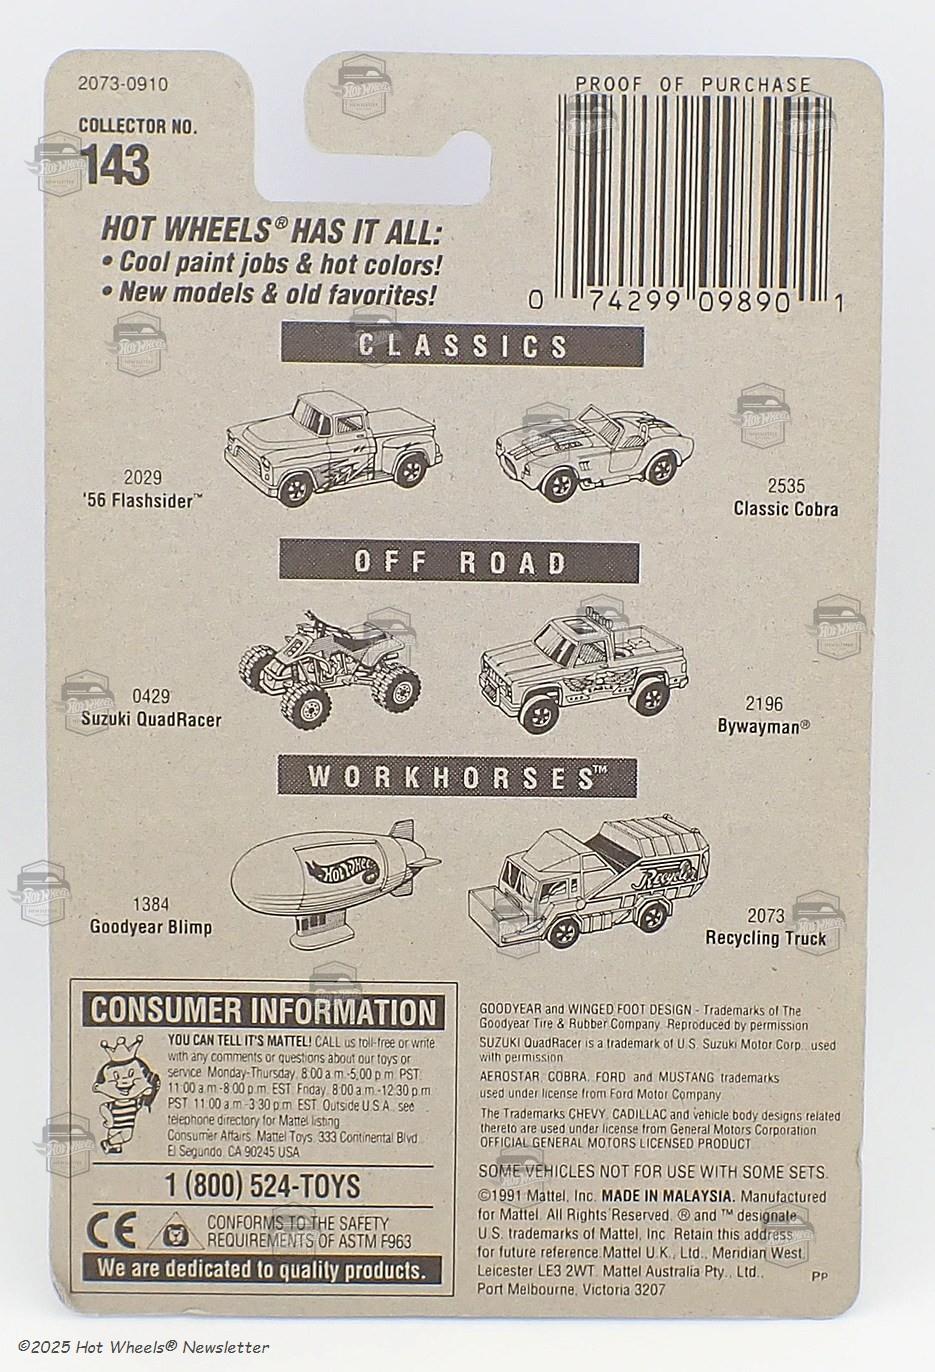 2073-0910
COLLECTOR NO.
143
PROOF OF PURCHASE
0 74299 09890 1
HOT WHEELS® HAS IT ALL:
• Cool paint jobs & hot colors!
• New models & old favorites!
CLASSICS
2029
'56 Flashsider™
2535
Classic Cobra
OFF ROAD
0429
Suzuki QuadRacer
2196
Bywayman®
WORKHORSES™
HOT WHEELS
1384
Goodyear Blimp
Recycler
2073
Recycling Truck
CONSUMER INFORMATION
YOU CAN TELL IT'S MATTEL! CALL us toll-free or write
with any comments or questions about our toys or
service. Monday-Thursday, 8:00 a.m.-5:00 p.m. PST.
11:00 a.m.-8:00 p.m. EST. Friday, 8:00 a.m.-12:30 p.m.
PST. 11:00 a.m.-3:30 p.m. EST. Outside U.S.A., see
telephone directory for Mattel listing.
Consumer Affairs, Mattel Toys, 333 Continental Blvd.,
El Segundo, CA 90245 USA
1 (800) 524-TOYS
CE
CONFORMS TO THE SAFETY
REQUIREMENTS OF ASTM F963
We are dedicated to quality products.
GOODYEAR and WINGED FOOT DESIGN - Trademarks of The
Goodyear Tire & Rubber Company. Reproduced by permission
SUZUKI QuadRacer is a trademark of U.S. Suzuki Motor Corp., used
with permission.
AEROSTAR, COBRA, FORD and MUSTANG trademarks
used under license from Ford Motor Company
The Trademarks CHEVY, CADILLAC and vehicle body designs related
thereto are used under license from General Motors Corporation.
OFFICIAL GENERAL MOTORS LICENSED PRODUCT.
SOME VEHICLES NOT FOR USE WITH SOME SETS.
©1991 Mattel, Inc. MADE IN MALAYSIA. Manufactured
for Mattel. All Rights Reserved. ® and ™ designate
U.S. trademarks of Mattel, Inc. Retain this address
for future reference:Mattel U.K., Ltd., Meridian West,
Leicester LE3 2WT. Mattel Australia Pty., Ltd.,
Port Melbourne, Victoria 3207
PP
©2025 Hot Wheels® Newsletter